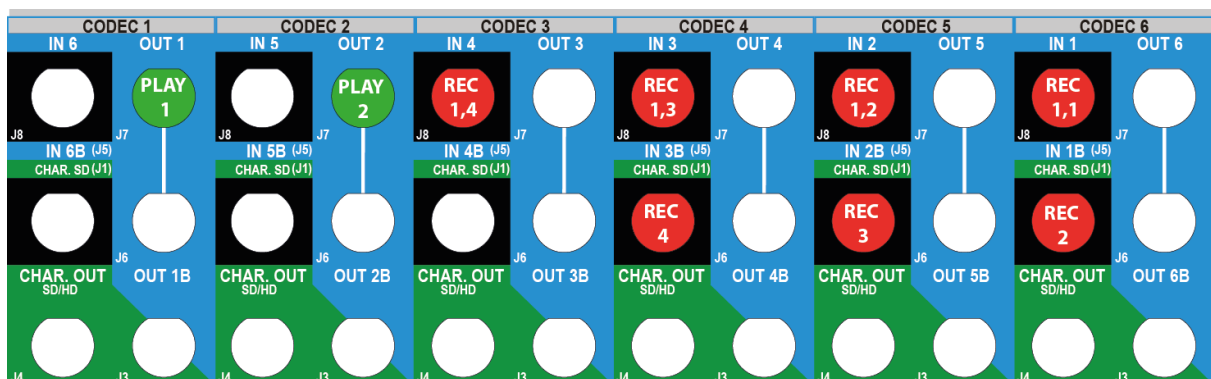 CODEC 1 CODEC 2 CODEC 3 CODEC 4 CODEC 5 CODEC 6
IN 6 OUT 1 IN 5 OUT 2 IN 4 OUT 3 IN 3 OUT 4 IN 2 OUT 5 IN 1 OUT 6
PLAY PLAY REC REC REC REC
1 2 1,4 1,3 1,2 1,1
J8 J7 J8 J7 J8 J7 J8 J7 J8 J7 J8 J7
IN 6B (J5) IN 5B (J5) IN 4B (J5) IN 3B (J5) IN 2B (J5) IN 1B (J5)
CHAR. SD (J1) CHAR. SD (J1) CHAR. SD (J1) CHAR. SD (J1) CHAR. SD (J1) CHAR. SD (J1)
REC REC REC
4 3 2
J6 J6 J6 J6 J6 J6
CHAR. OUT OUT 1B CHAR. OUT OUT 2B CHAR. OUT OUT 3B CHAR. OUT OUT 4B CHAR. OUT OUT 5B CHAR. OUT OUT 6B
SD/HD SD/HD SD/HD SD/HD SD/HD SD/HD
J4 J3 J4 J3 J4 J3 J4 J3 J4 J3 J4 J3